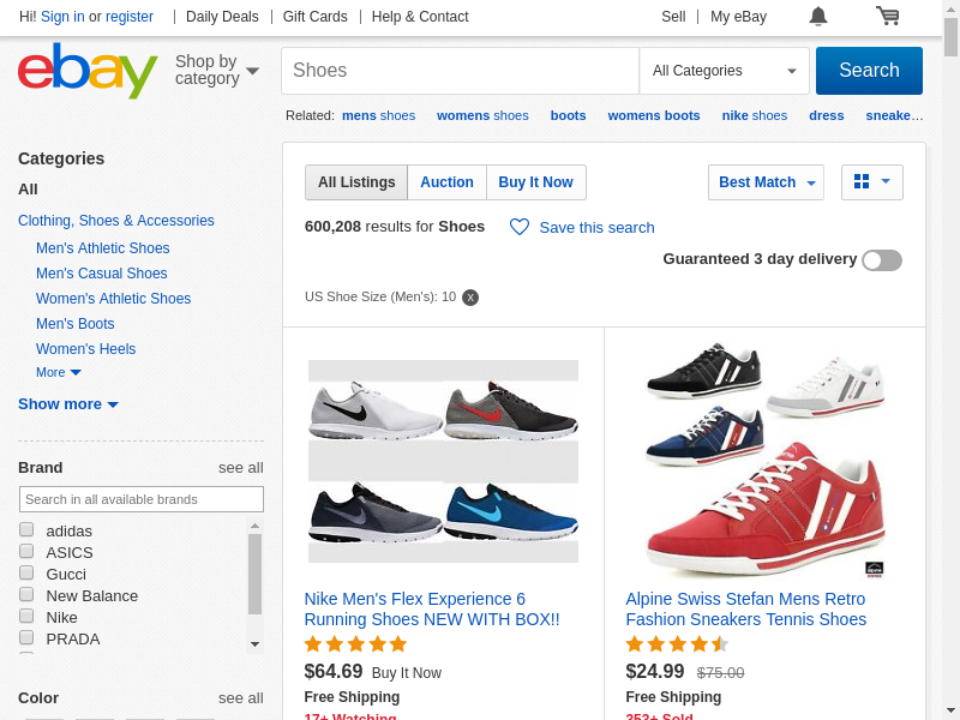 Hi! Sign in or register | Daily Deals | Gift Cards | Help & Contact Sell | My eBay
ebay
Shop by category
Shoes
All Categories
Search
Related: mens shoes womens shoes boots womens boots nike shoes dress sneake...
Categories
All
Clothing, Shoes & Accessories
Men's Athletic Shoes
Men's Casual Shoes
Women's Athletic Shoes
Men's Boots
Women's Heels
More
Show more
Brand see all
Search in all available brands
adidas
ASICS
Gucci
New Balance
Nike
PRADA
Color see all
All Listings Auction Buy It Now Best Match
600,208 results for Shoes Save this search
Guaranteed 3 day delivery
US Shoe Size (Men's): 10 x
Nike Men's Flex Experience 6
Running Shoes NEW WITH BOX!!
$64.69 Buy It Now
Free Shipping
17+ Watching
Alpine Swiss Stefan Mens Retro
Fashion Sneakers Tennis Shoes
$24.99 $75.00
Free Shipping
353+ Sold